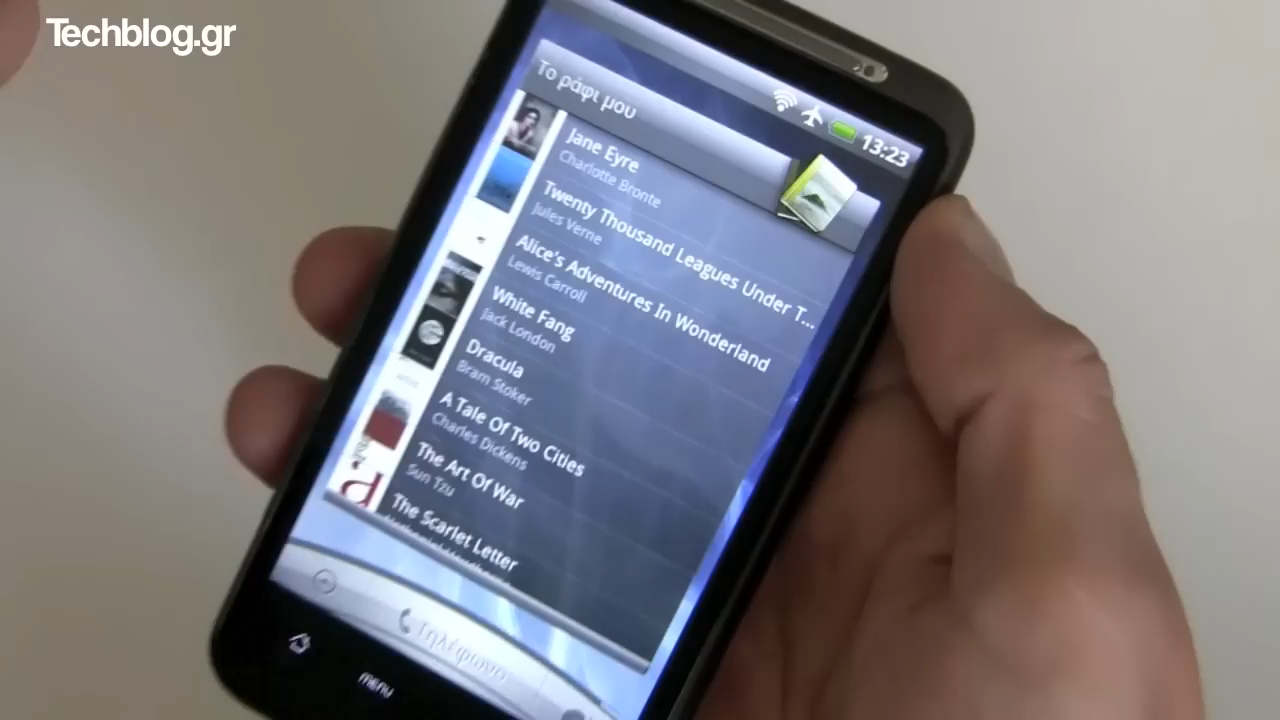 Techblog.gr
13:23
Το ράφι μου
Jane Eyre
Charlotte Bronte
Twenty Thousand Leagues Under T...
Jules Verne
Alice's Adventures In Wonderland
Lewis Carroll
White Fang
Jack London
Dracula
Bram Stoker
A Tale Of Two Cities
Charles Dickens
The Art Of War
Sun Tzu
The Scarlet Letter
Τηλέφωνο
menu